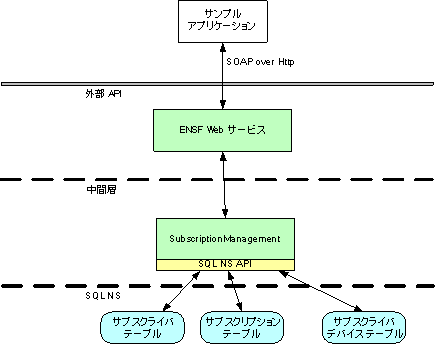 サンプル
アプリケーション
SOAP over Http
外部 API
ENSF Web サービス
中間層
SubscriptionManagement
SQL NS API
SQLNS
サブスクライバ
テーブル
サブスクリプション
テーブル
サブスクライバ
デバイス テーブル